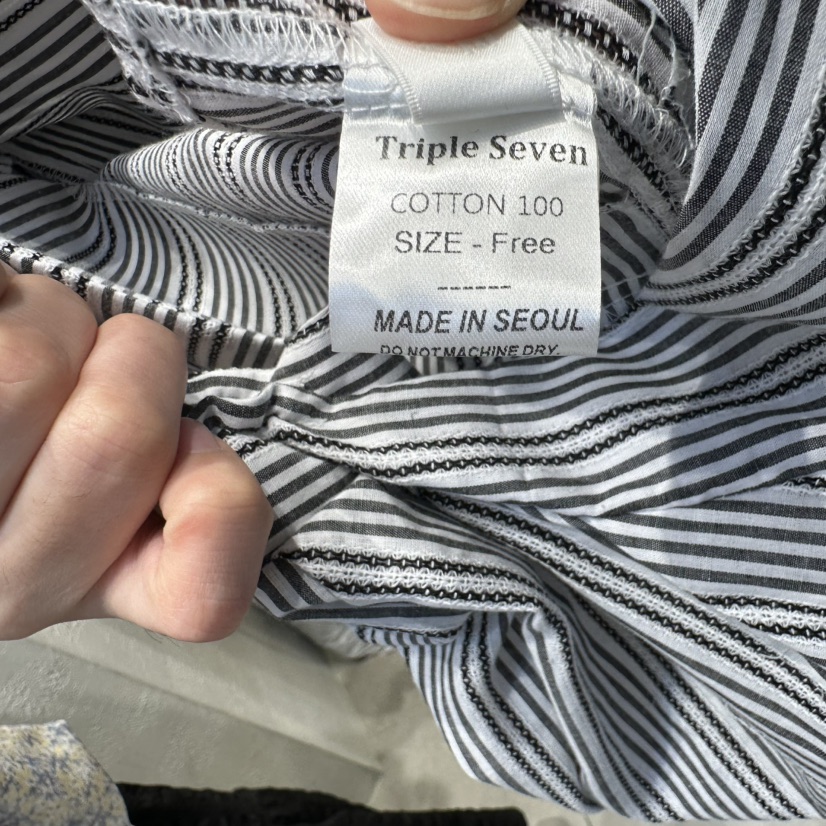 Triple Seven
COTTON 100
SIZE - Free
------
MADE IN SEOUL
DO NOT MACHINE DRY.